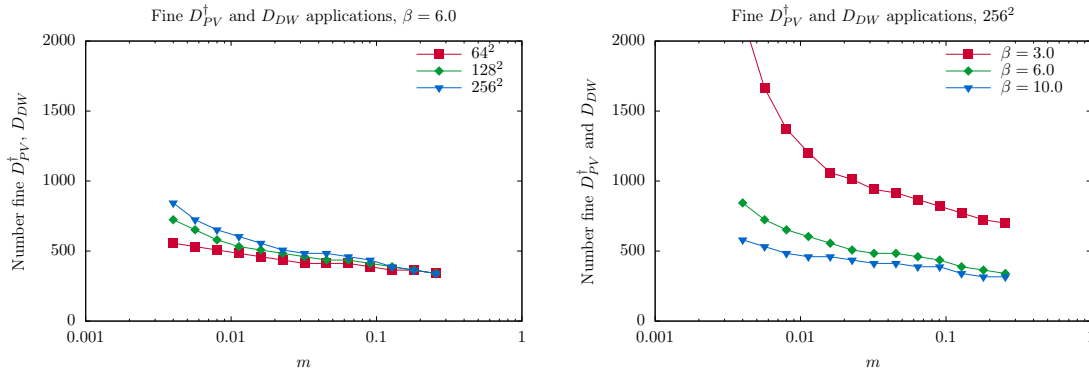 Fine $D_{PV}^{\dagger}$ and $D_{DW}$ applications, $\beta = 6.0$
Number fine $D_{PV}^{\dagger}$, $D_{DW}$
2000
1500
1000
500
0
0.001
0.01
0.1
1
$m$
$64^2$
$128^2$
$256^2$
Fine $D_{PV}^{\dagger}$ and $D_{DW}$ applications, $256^2$
Number fine $D_{PV}^{\dagger}$ and $D_{DW}$
2000
1500
1000
500
0
0.001
0.01
0.1
1
$m$
$\beta = 3.0$
$\beta = 6.0$
$\beta = 10.0$